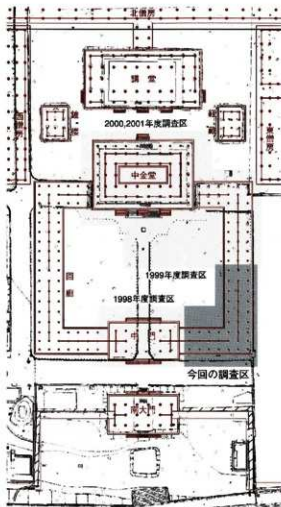 北僧房
講堂
鐘楼
2000,2001年度調査区
中金堂
1999年度調査区
1998年度調査区
回廊
中門
今回の調査区
南大門